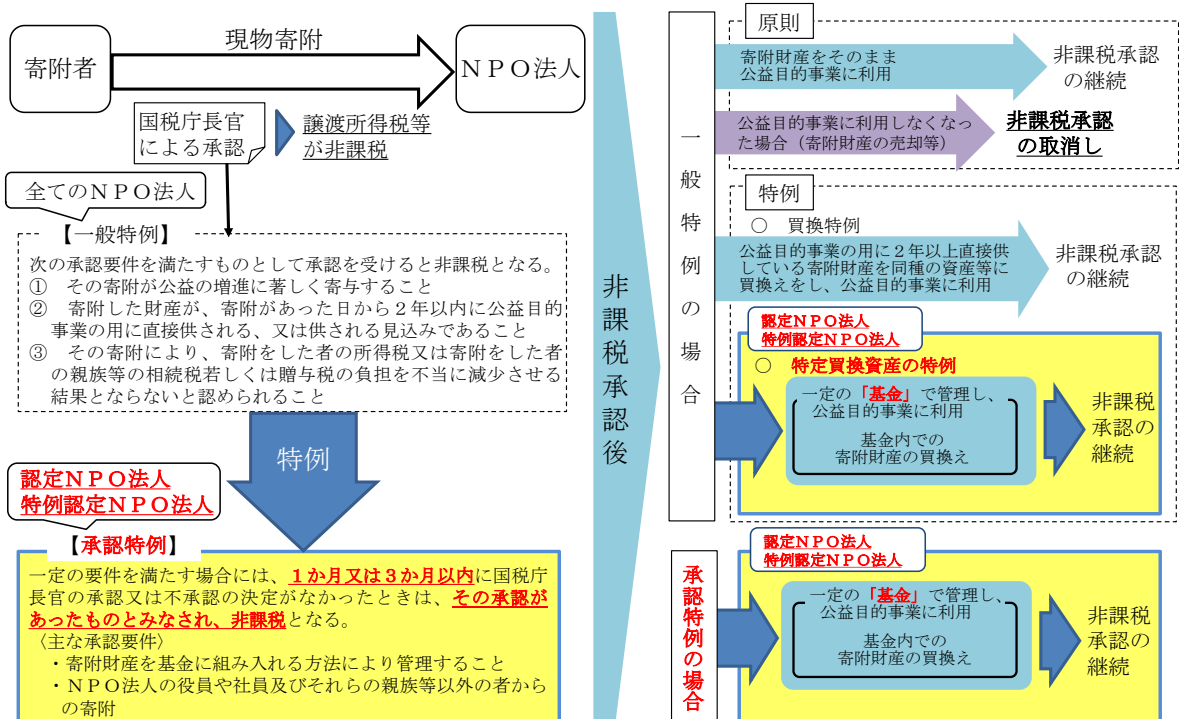 現物寄附
寄附者
ＮＰＯ法人
国税庁長官
による承認
譲渡所得税等
が非課税
全てのＮＰＯ法人
【一般特例】
次の承認要件を満たすものとして承認を受けると非課税となる。
①　その寄附が公益の増進に著しく寄与すること
②　寄附した財産が、寄附があった日から２年以内に公益目的
事業の用に直接供される、又は供される見込みであること
③　その寄附により、寄附をした者の所得税又は寄附をした者
の親族等の相続税若しくは贈与税の負担を不当に減少させる
結果とならないと認められること
特例
認定ＮＰＯ法人
特例認定ＮＰＯ法人
【承認特例】
一定の要件を満たす場合には、１か月又は３か月以内に国税庁
長官の承認又は不承認の決定がなかったときは、その承認が
あったものとみなされ、非課税となる。
〈主な承認要件〉
・寄附財産を基金に組み入れる方法により管理すること
・ＮＰＯ法人の役員や社員及びそれらの親族等以外の者から
の寄附
非課税承認後
一般特例の場合
原則
寄附財産をそのまま
公益目的事業に利用
非課税承認
の継続
公益目的事業に利用しなくなっ
た場合（寄附財産の売却等）
非課税承認
の取消し
特例
○　買換特例
公益目的事業の用に２年以上直接供
している寄附財産を同種の資産等に
買換えをし、公益目的事業に利用
非課税承認
の継続
認定ＮＰＯ法人
特例認定ＮＰＯ法人
○　特定買換資産の特例
一定の「基金」で管理し、
公益目的事業に利用
基金内での
寄附財産の買換え
非課税
承認の
継続
承認特例の場合
認定ＮＰＯ法人
特例認定ＮＰＯ法人
一定の「基金」で管理し、
公益目的事業に利用
基金内での
寄附財産の買換え
非課税
承認の
継続